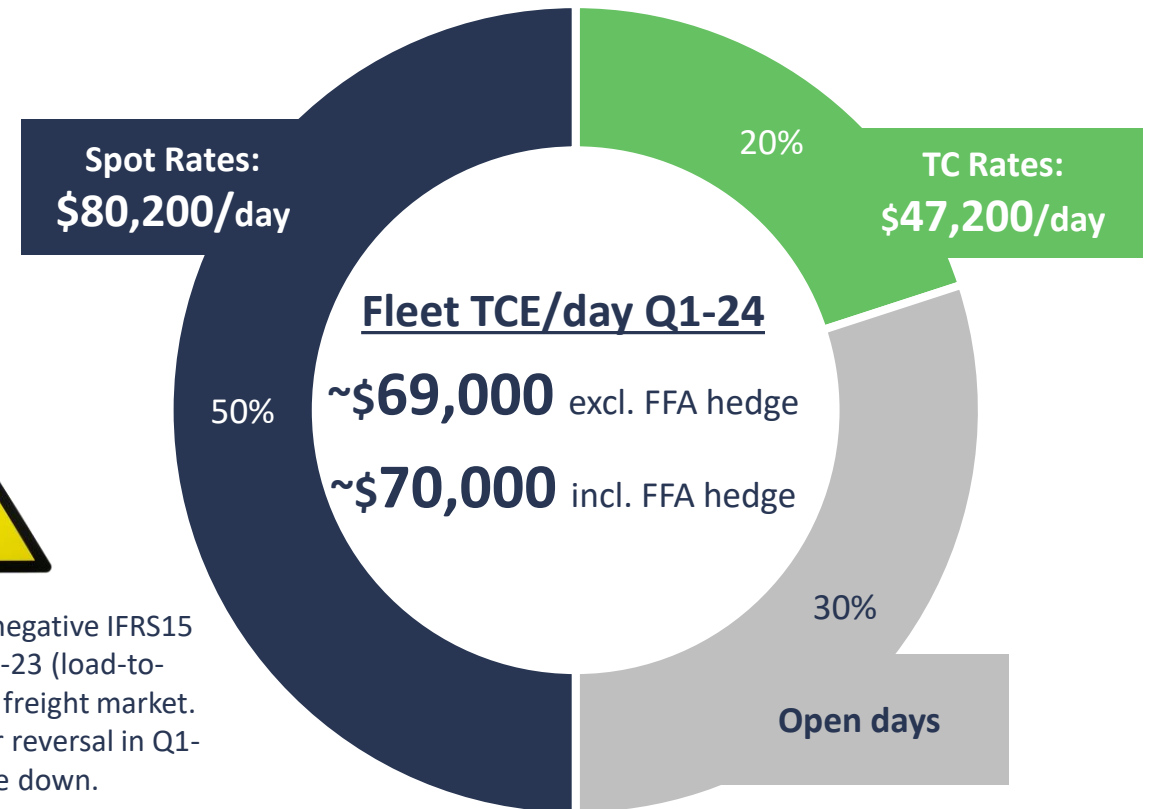 Spot Rates:
$80,200/day
20%
TC Rates:
$47,200/day
Fleet TCE/day Q1-24
~$69,000 excl. FFA hedge
~$70,000 incl. FFA hedge
50%
30%
Open days
negative IFRS15
-23 (load-to-
freight market.
reversal in Q1-
down.